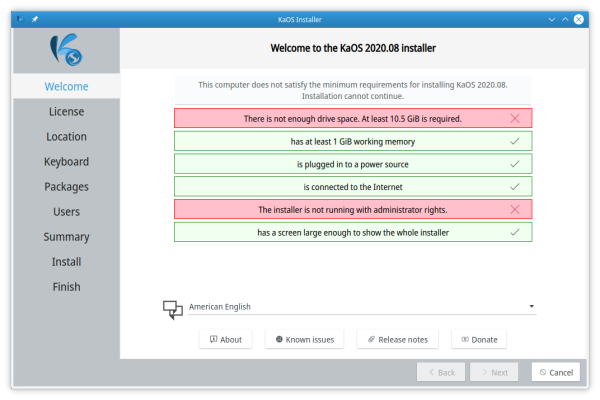 KaOS Installer
Welcome to the KaOS 2020.08 installer
Welcome
License
Location
Keyboard
Packages
Users
Summary
Install
Finish
This computer does not satisfy the minimum requirements for installing KaOS 2020.08.
Installation cannot continue.
There is not enough drive space. At least 10.5 GiB is required.
has at least 1 GiB working memory
is plugged in to a power source
is connected to the Internet
The installer is not running with administrator rights.
has a screen large enough to show the whole installer
American English
About
Known issues
Release notes
Donate
Back
Next
Cancel